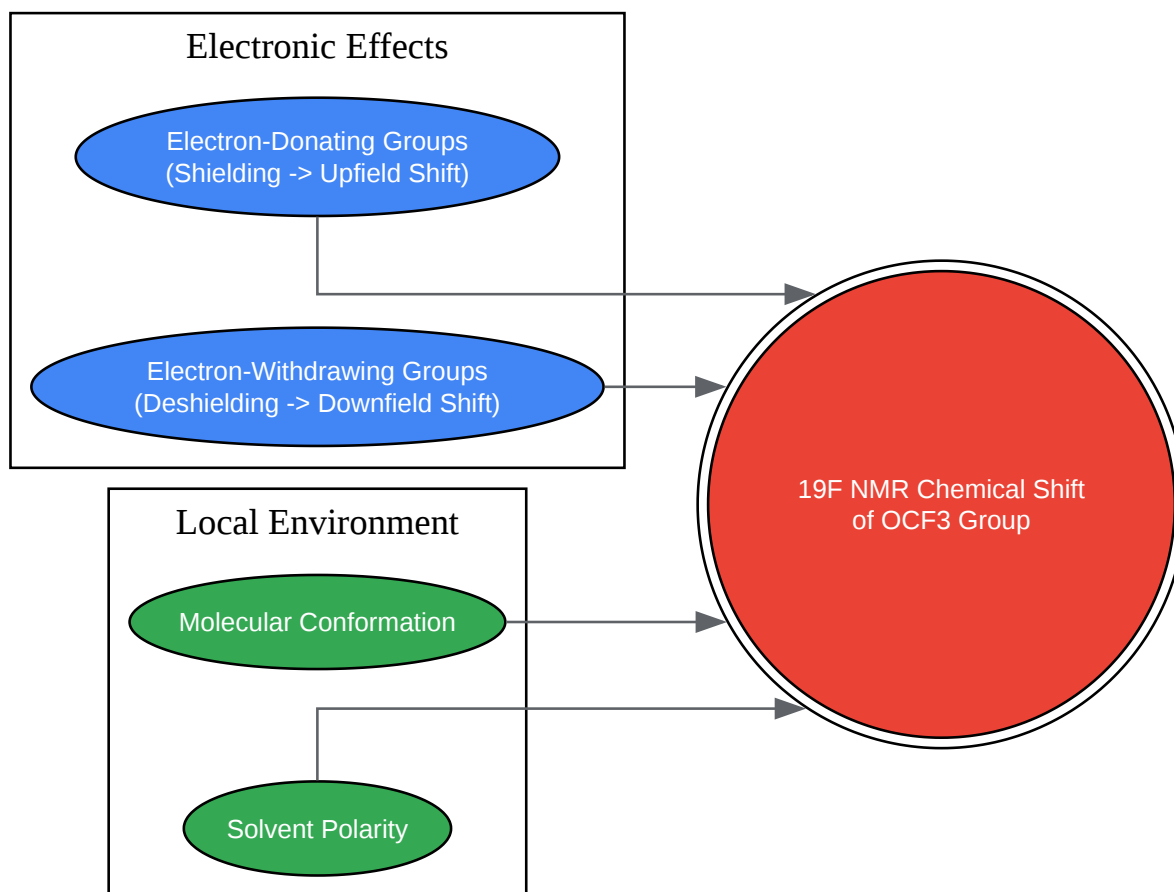 Electronic Effects
Electron-Donating Groups
(Shielding -> Upfield Shift)
Electron-Withdrawing Groups
(Deshielding -> Downfield Shift)
Local Environment
Molecular Conformation
Solvent Polarity
19F NMR Chemical Shift
of OCF3 Group